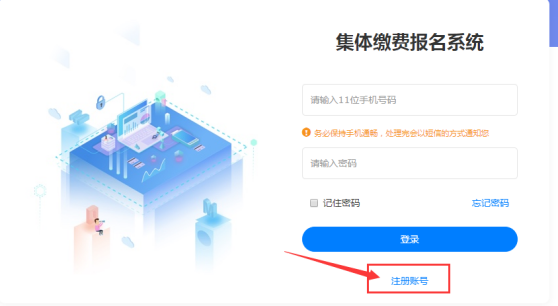 集体缴费报名系统
请输入11位手机号码
务必保持手机通畅，处理完会以短信的方式通知您
请输入密码
记住密码 忘记密码
登录
注册账号